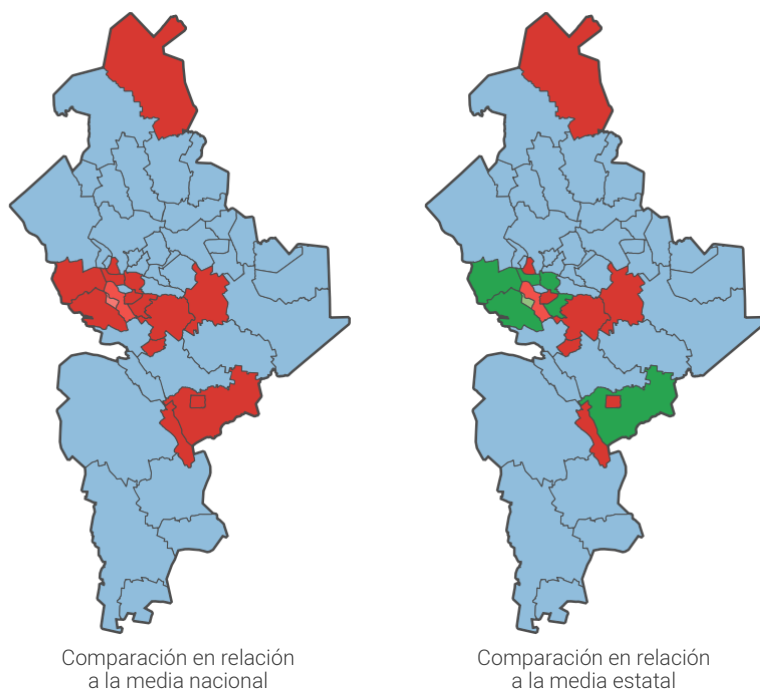 Comparación en relación
a la media nacional
Comparación en relación
a la media estatal